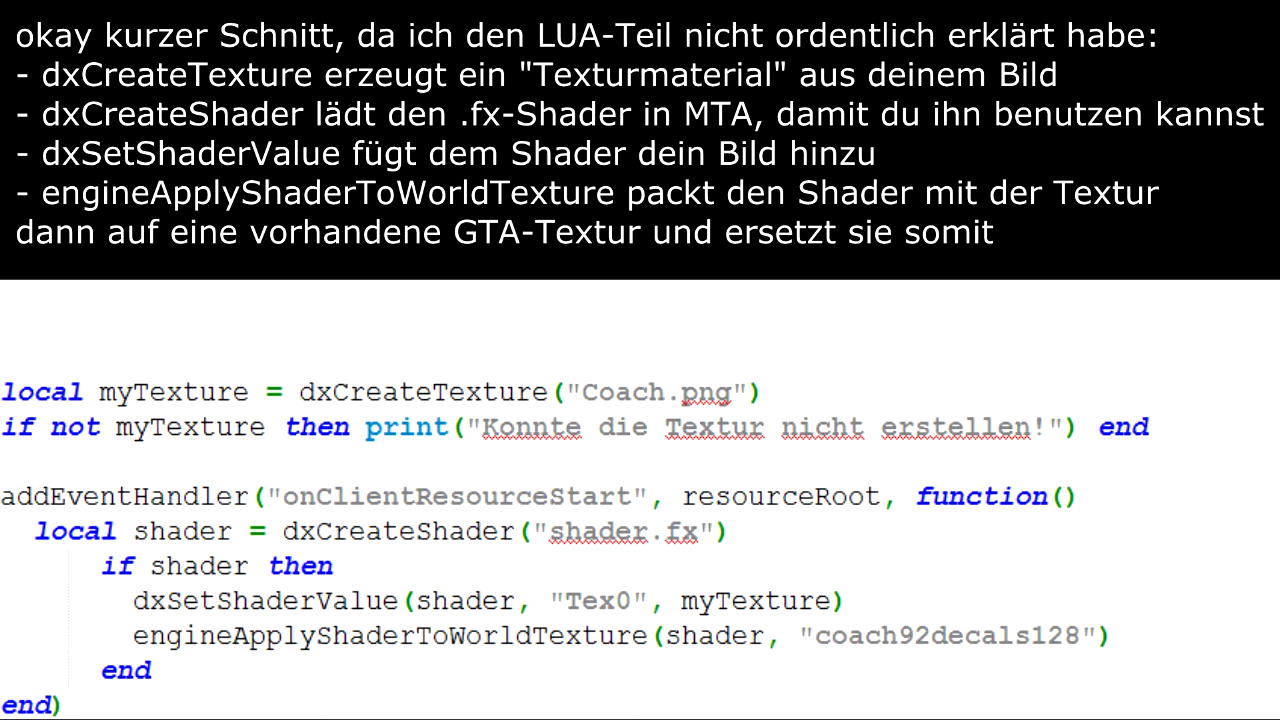 okay kurzer Schnitt, da ich den LUA-Teil nicht ordentlich erklärt habe:
- dxCreateTexture erzeugt ein "Texturmaterial" aus deinem Bild
- dxCreateShader lädt den .fx-Shader in MTA, damit du ihn benutzen kannst
- dxSetShaderValue fügt dem Shader dein Bild hinzu
- engineApplyShaderToWorldTexture packt den Shader mit der Textur
dann auf eine vorhandene GTA-Textur und ersetzt sie somit
local myTexture = dxCreateTexture("Coach.png")
if not myTexture then print("Konnte die Textur nicht erstellen!") end
addEventHandler("onClientResourceStart", resourceRoot, function()
local shader = dxCreateShader("shader.fx")
if shader then
dxSetShaderValue(shader, "Tex0", myTexture)
engineApplyShaderToWorldTexture(shader, "coach92decals128")
end
end)